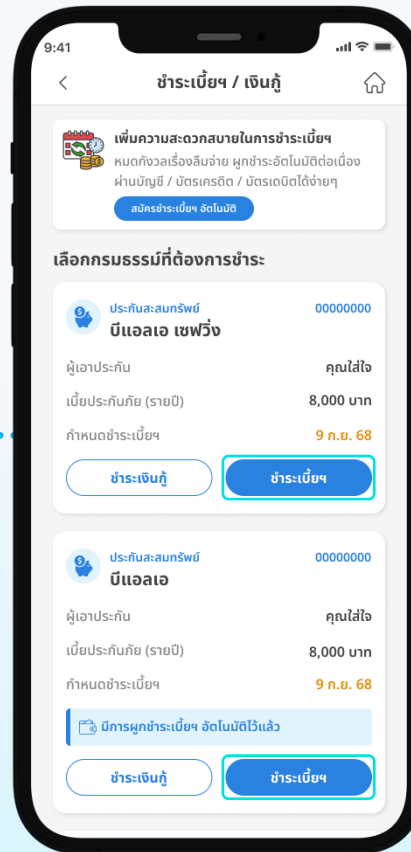 9:41
ชำระเบี้ยฯ / เงินกู้
เพิ่มความสะดวกสบายในการชำระเบี้ยฯ
หมดกังวลเรื่องลืมจ่าย ผูกชำระอัตโนมัติต่อเนื่อง
ผ่านบัญชี / บัตรเครดิต / บัตรเดบิตได้ง่ายๆ
สมัครชำระเบี้ยฯ อัตโนมัติ
เลือกกรมธรรม์ที่ต้องการชำระ
ประกันสะสมทรัพย์ 00000000
บีแอลเอ เซฟวิ่ง
ผู้เอาประกัน คุณใส่ใจ
เบี้ยประกันภัย (รายปี) 8,000 บาท
กำหนดชำระเบี้ยฯ 9 ก.ย. 68
ชำระเงินกู้ ชำระเบี้ยฯ
ประกันสะสมทรัพย์ 00000000
บีแอลเอ
ผู้เอาประกัน คุณใส่ใจ
เบี้ยประกันภัย (รายปี) 8,000 บาท
กำหนดชำระเบี้ยฯ 9 ก.ย. 68
มีการผูกชำระเบี้ยฯ อัตโนมัติไว้แล้ว
ชำระเงินกู้ ชำระเบี้ยฯ